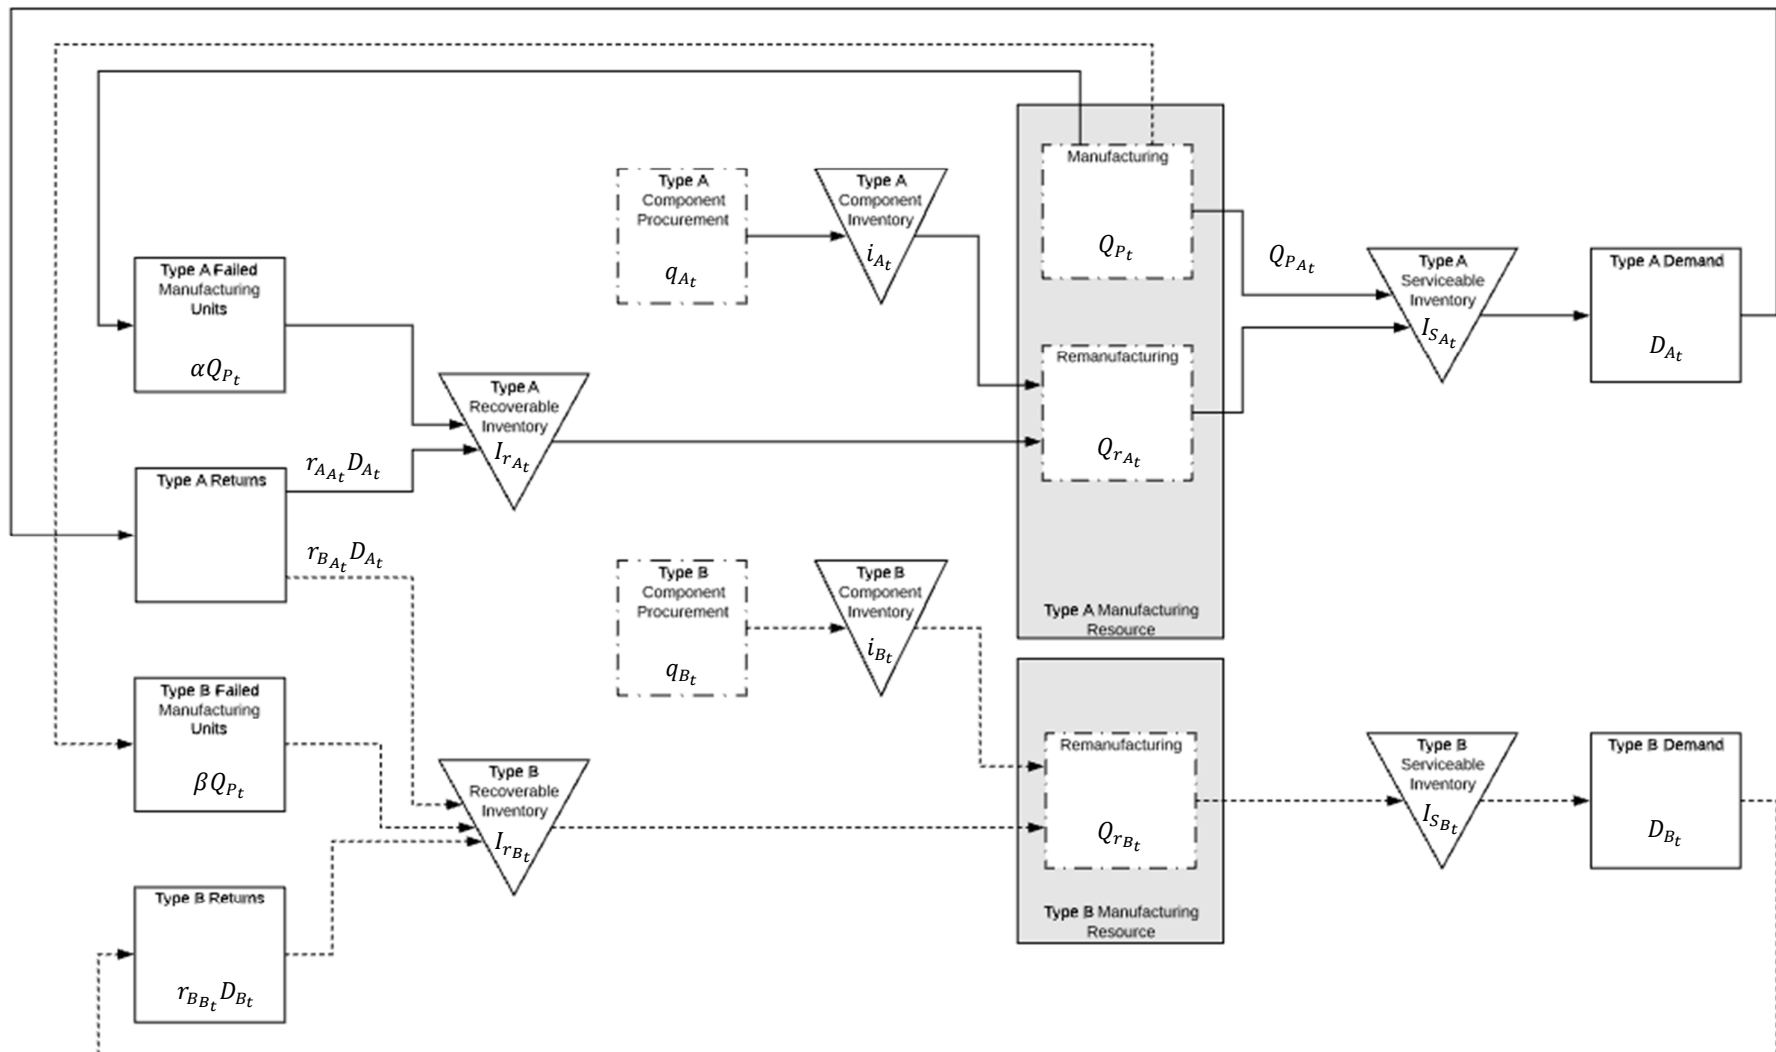 Manufacturing
$Q_{P_t}$
Type A
Component
Procurement
$q_{A_t}$
Type A
Component
Inventory
$i_{A_t}$
$Q_{P_{A_t}}$
Type A
Serviceable
Inventory
$I_{S_{A_t}}$
Type A Demand
$D_{A_t}$
Type A Failed
Manufacturing
Units
$\alpha Q_{P_t}$
Remanufacturing
$Q_{r_{A_t}}$
Type A
Recoverable
Inventory
$I_{r_{A_t}}$
Type A Returns
$r_{A_{A_t}} D_{A_t}$
$r_{B_{A_t}} D_{A_t}$
Type A Manufacturing
Resource
Type B
Component
Procurement
$q_{B_t}$
Type B
Component
Inventory
$i_{B_t}$
Type B Failed
Manufacturing
Units
$\beta Q_{P_t}$
Type B
Recoverable
Inventory
$I_{r_{B_t}}$
Remanufacturing
$Q_{r_{B_t}}$
Type B
Serviceable
Inventory
$I_{S_{B_t}}$
Type B Demand
$D_{B_t}$
Type B Returns
$r_{B_{B_t}} D_{B_t}$
Type B Manufacturing
Resource